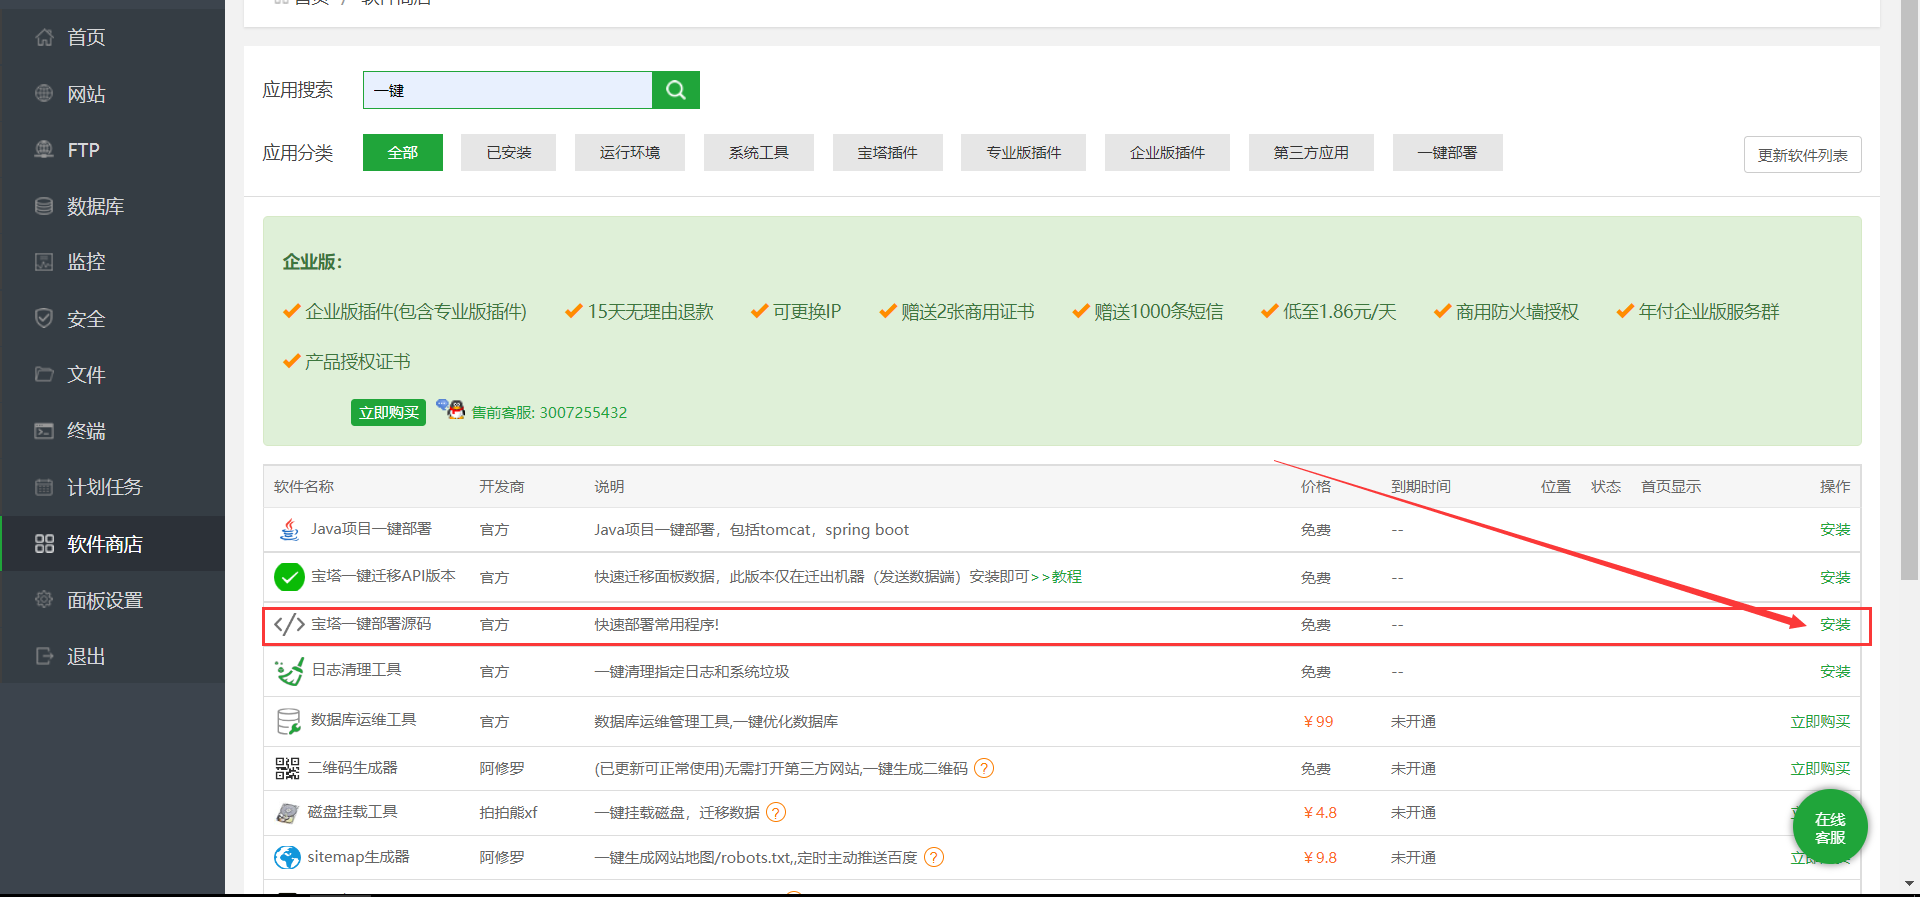 首页 / 软件商店
首页
网站
FTP
数据库
监控
安全
文件
终端
计划任务
软件商店
面板设置
退出
应用搜索 一键
应用分类 全部 已安装 运行环境 系统工具 宝塔插件 专业版插件 企业版插件 第三方应用 一键部署 更新软件列表
企业版：
企业版插件(包含专业版插件) 15天无理由退款 可更换IP 赠送2张商用证书 赠送1000条短信 低至1.86元/天 商用防火墙授权 年付企业版服务群
产品授权证书
立即购买 售前客服: 3007255432
软件名称 开发商 说明 价格 到期时间 位置 状态 首页显示 操作
Java项目一键部署 官方 Java项目一键部署，包括tomcat，spring boot 免费 -- 安装
宝塔一键迁移API版本 官方 快速迁移面板数据，此版本仅在迁出机器（发送数据端）安装即可>>教程 免费 -- 安装
宝塔一键部署源码 官方 快速部署常用程序! 免费 -- 安装
日志清理工具 官方 一键清理指定日志和系统垃圾 免费 -- 安装
数据库运维工具 官方 数据库运维管理工具,一键优化数据库 ￥99 未开通 立即购买
二维码生成器 阿修罗 (已更新可正常使用)无需打开第三方网站,一键生成二维码 免费 未开通 立即购买
磁盘挂载工具 拍拍熊xf 一键挂载磁盘，迁移数据 ￥4.8 未开通
sitemap生成器 阿修罗 一键生成网站地图/robots.txt,,定时主动推送百度 ￥9.8 未开通
在线
客服